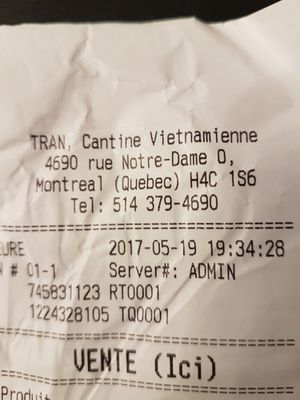 TRAN, Cantine Vietnamienne
4690 rue Notre-Dame O,
Montreal (Quebec) H4C 1S6
Tel: 514 379-4690
EURE 2017-05-19 19:34:28
# 01-1 Server#: ADMIN
745831123 RT0001
1224328105 TQ0001
VENTE (Ici)
Produit